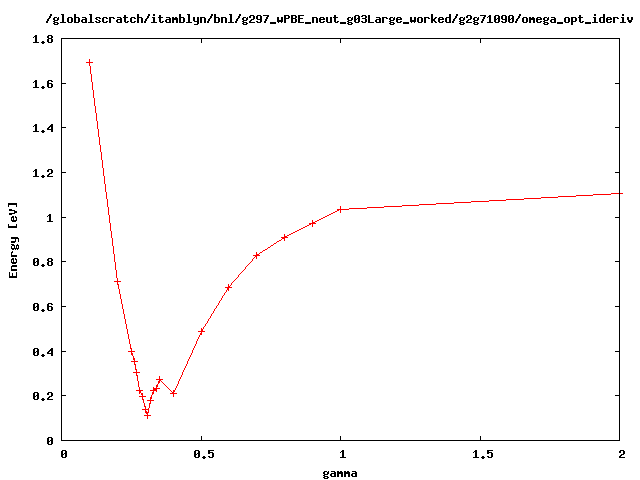 /globalscratch/itamblyn/bnl/g297_wPBE_neut_g03Large_worked/g2g71090/omega_opt_ideriv
1.8
1.6
1.4
1.2
1
0.8
0.6
0.4
0.2
0
Energy [eV]
0 0.5 1 1.5 2
gamma